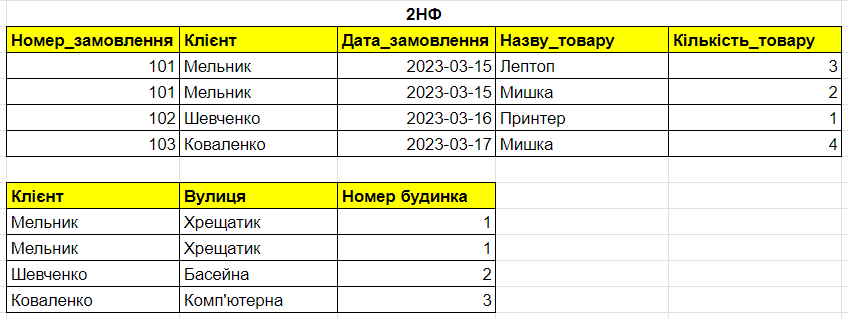 2НФ
Номер_замовлення Клієнт Дата_замовлення Назву_товару Кількість_товару
101 Мельник 2023-03-15 Лептоп 3
101 Мельник 2023-03-15 Мишка 2
102 Шевченко 2023-03-16 Принтер 1
103 Коваленко 2023-03-17 Мишка 4
Клієнт Вулиця Номер будинка
Мельник Хрещатик 1
Мельник Хрещатик 1
Шевченко Басейна 2
Коваленко Комп'ютерна 3